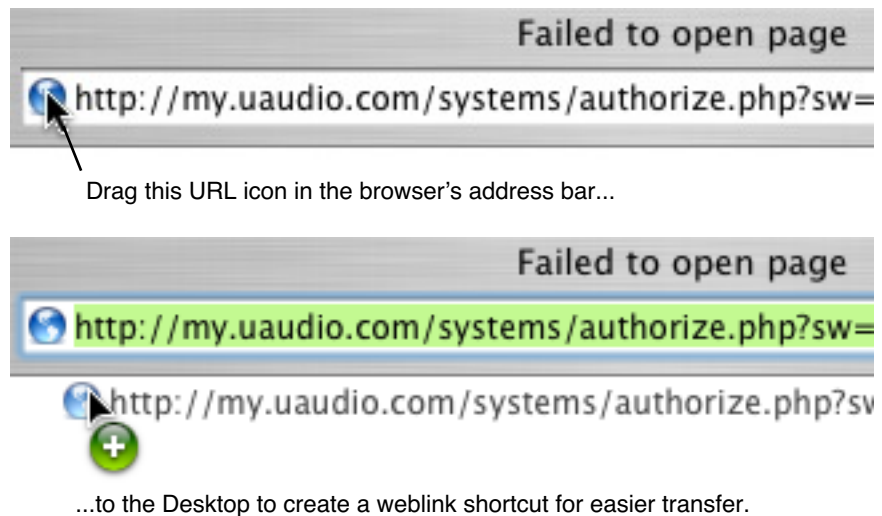 Failed to open page
http://my.uaudio.com/systems/authorize.php?sw=
Drag this URL icon in the browser’s address bar...
Failed to open page
http://my.uaudio.com/systems/authorize.php?sw=
http://my.uaudio.com/systems/authorize.php?sw
...to the Desktop to create a weblink shortcut for easier transfer.